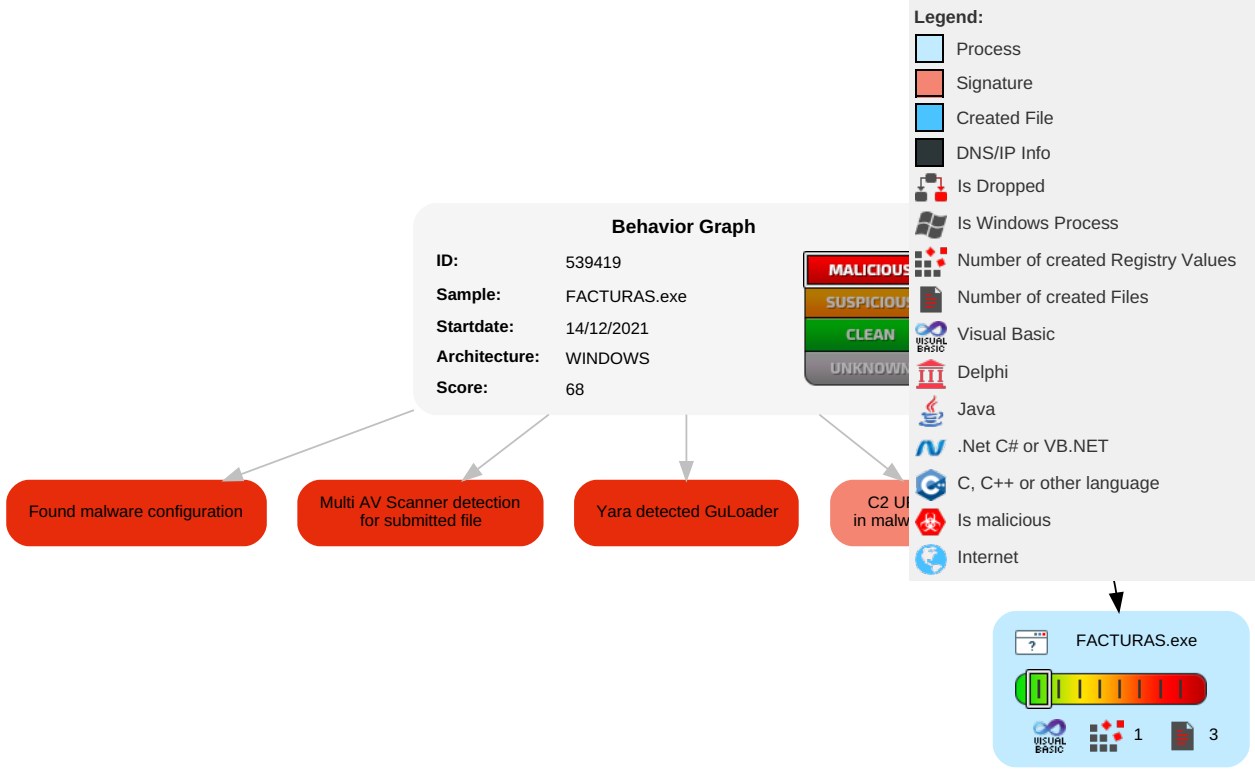 Legend:
Process
Signature
Created File
DNS/IP Info
Is Dropped
Is Windows Process
Number of created Registry Values
Number of created Files
VISUAL BASIC
Visual Basic
Delphi
Java
.Net C# or VB.NET
C, C++ or other language
Is malicious
Internet
Behavior Graph
ID: 539419
Sample: FACTURAS.exe
Startdate: 14/12/2021
Architecture: WINDOWS
Score: 68
MALICIOUS
SUSPICIOUS
CLEAN
UNKNOWN
Found malware configuration
Multi AV Scanner detection
for submitted file
Yara detected GuLoader
C2
in
FACTURAS.exe
?
VISUAL
BASIC
1
3